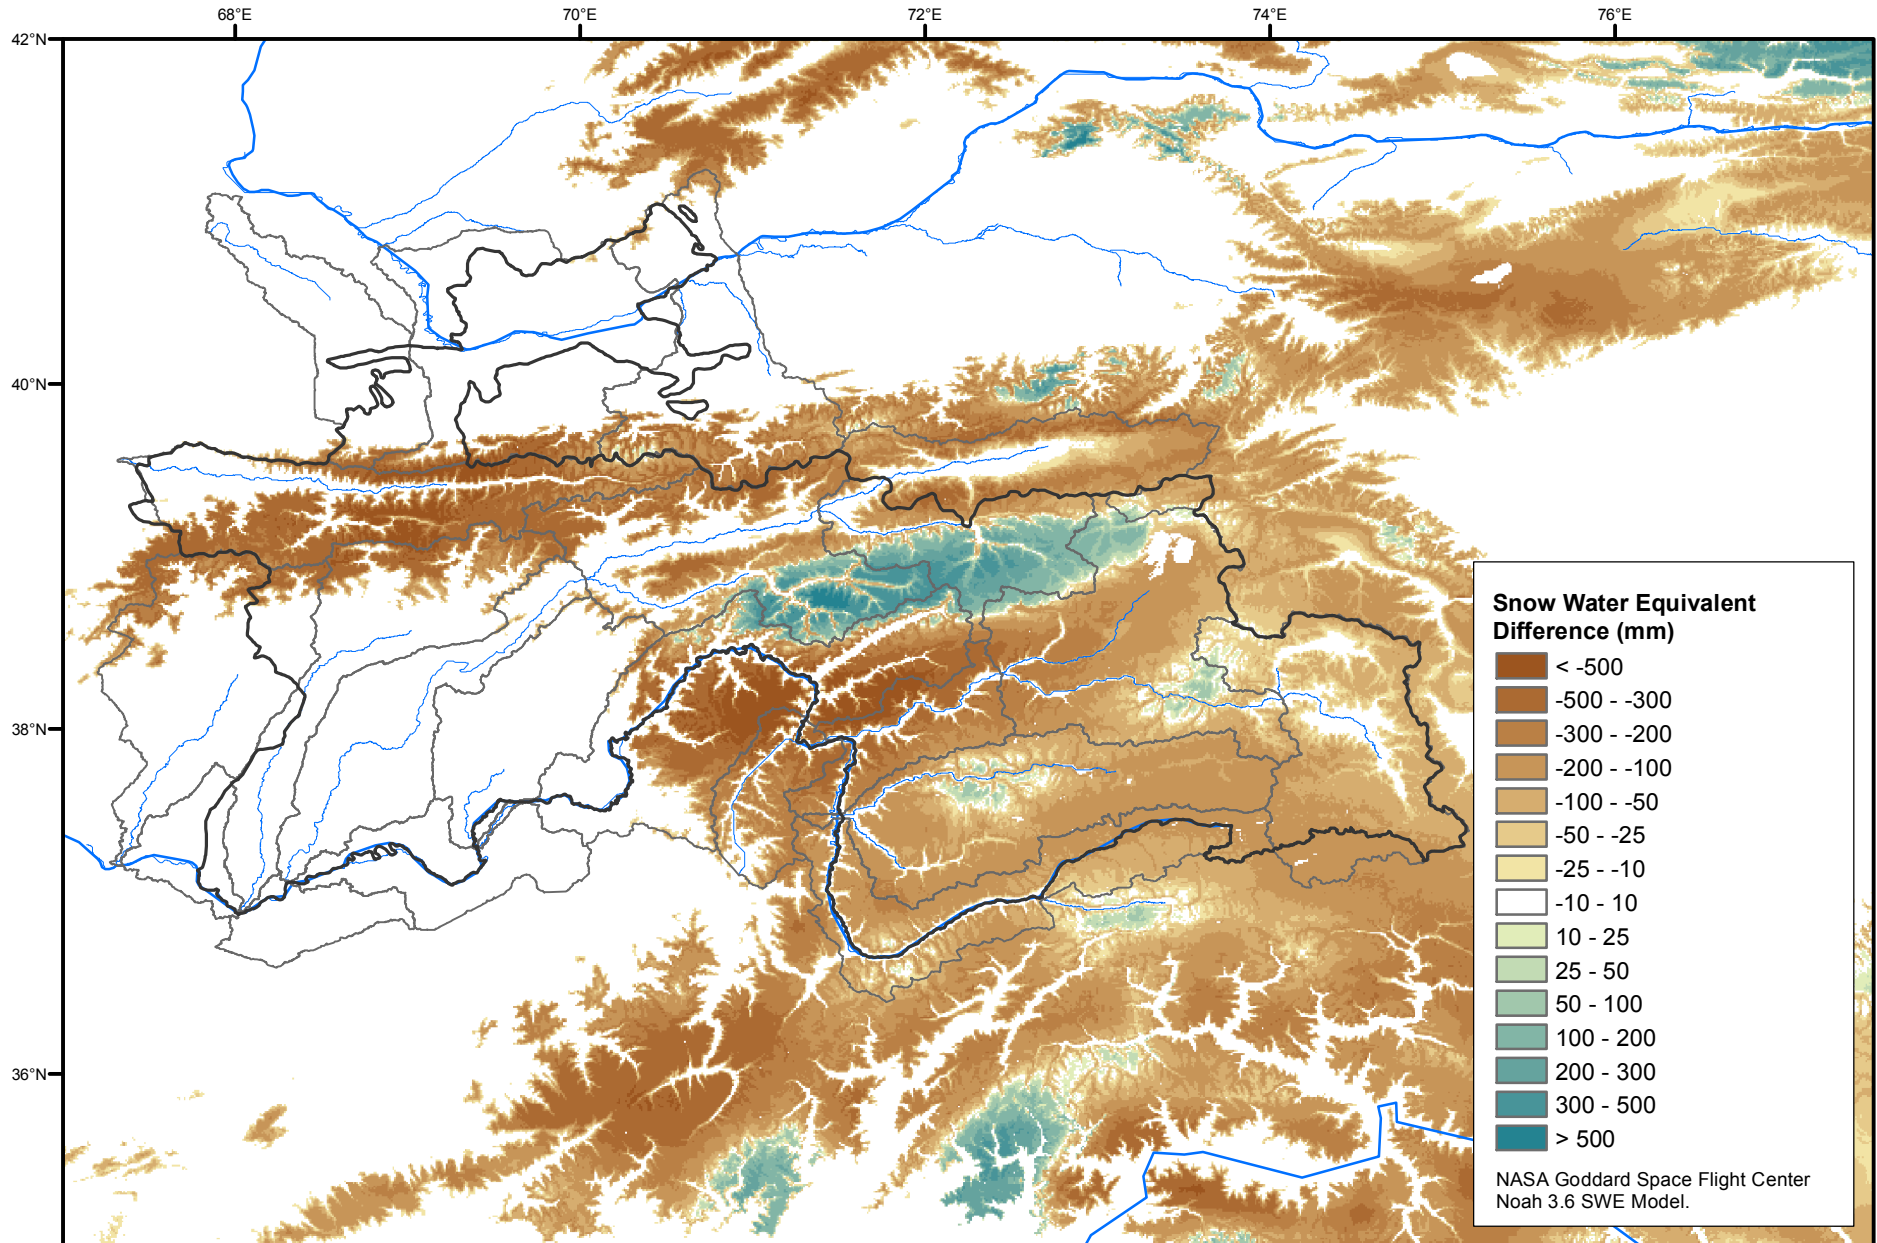 68°E
70°E
72°E
74°E
76°E
42°N
40°N
38°N
36°N
Snow Water Equivalent
Difference (mm)
< -500
-500 - -300
-300 - -200
-200 - -100
-100 - -50
-50 - -25
-25 - -10
-10 - 10
10 - 25
25 - 50
50 - 100
100 - 200
200 - 300
300 - 500
> 500
NASA Goddard Space Flight Center
Noah 3.6 SWE Model.